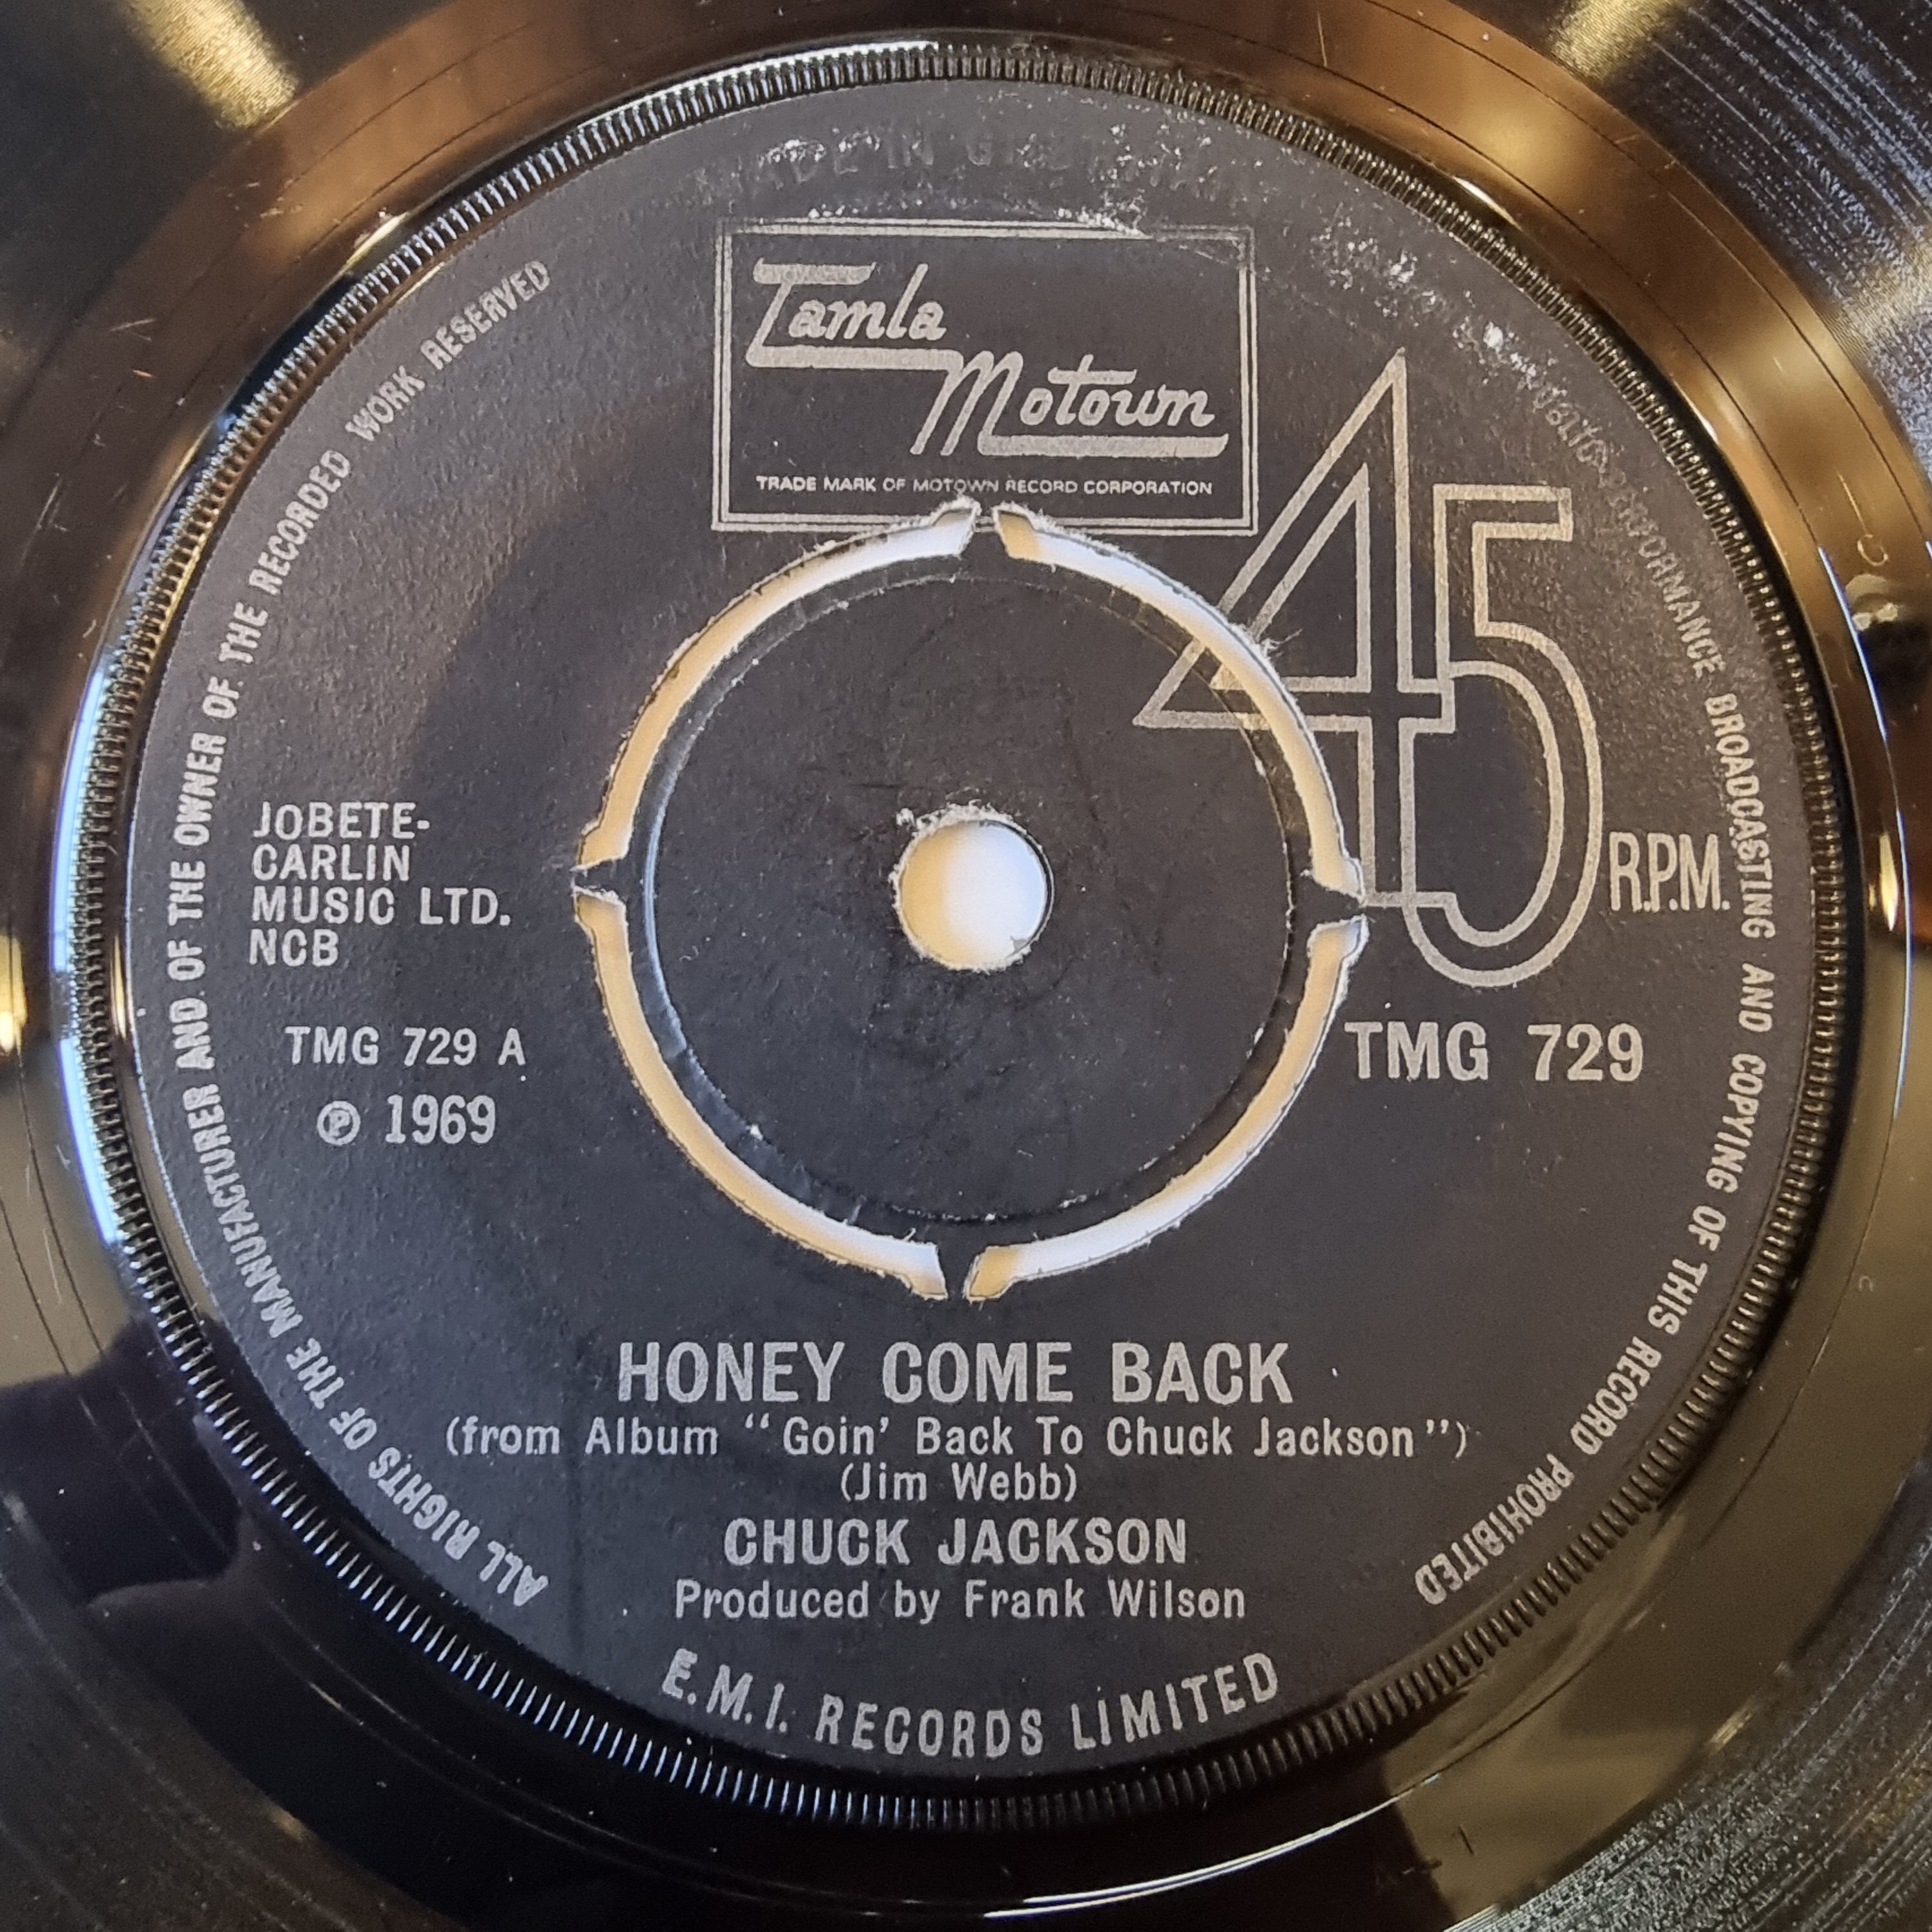 MADE IN
Tamla
Motown
TRADE MARK OF MOTOWN RECORD CORPORATION
45
R.P.M.
JOBETE-
CARLIN
MUSIC LTD.
NCB
TMG 729 A
℗ 1969
TMG 729
HONEY COME BACK
(from Album “Goin’ Back To Chuck Jackson”)
(Jim Webb)
CHUCK JACKSON
Produced by Frank Wilson
E.M.I. RECORDS LIMITED
ALL RIGHTS OF THE MANUFACTURER AND OF THE OWNER OF THE RECORDED WORK RESERVED
BROADCASTING AND COPYING OF THIS RECORD PROHIBITED